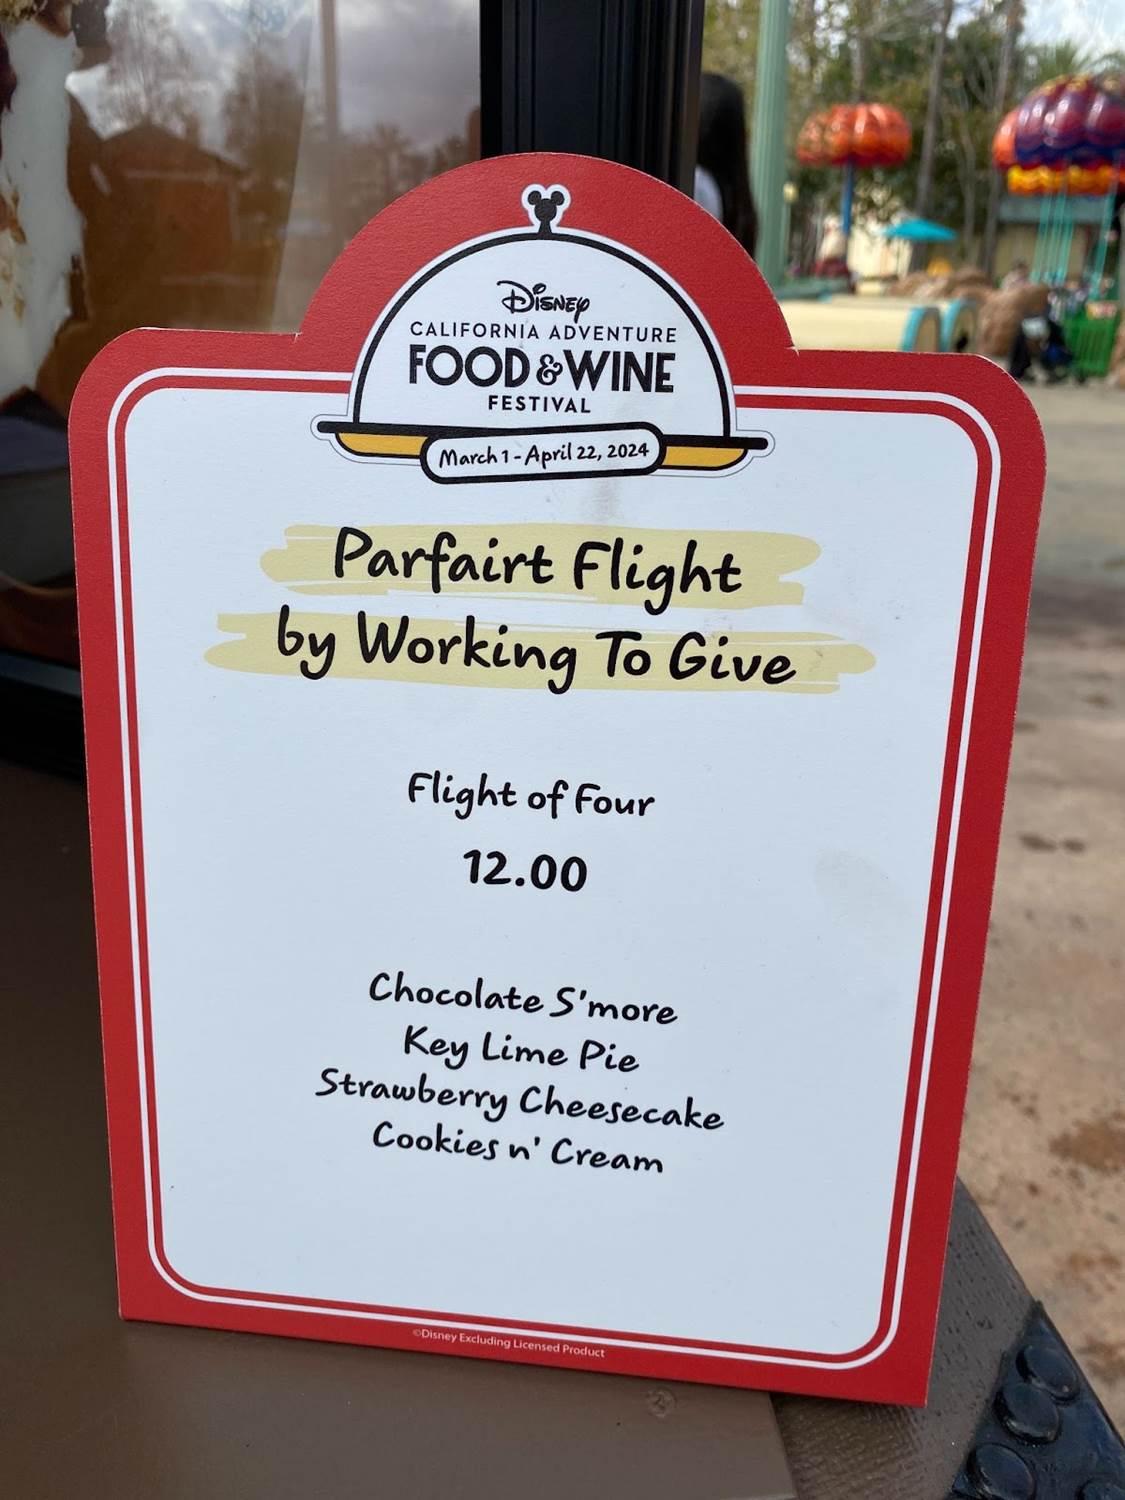 Disney
CALIFORNIA ADVENTURE
FOOD & WINE
FESTIVAL
March 1 - April 22, 2024
Parfairt Flight
by Working To Give
Flight of Four
12.00
Chocolate S'more
Key Lime Pie
Strawberry Cheesecake
Cookies n' Cream
©Disney Excluding Licensed Product